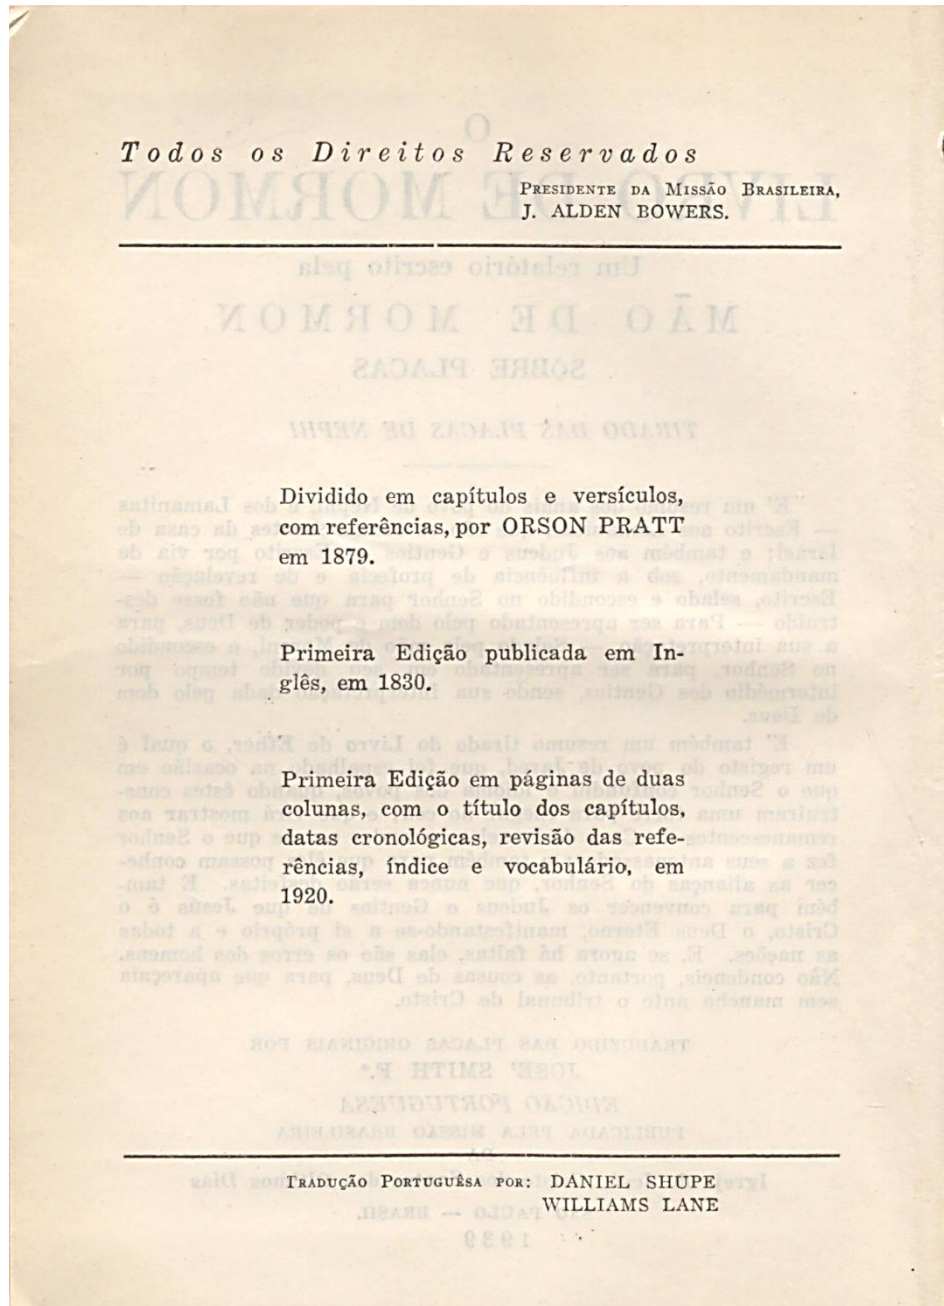 Todos os Direitos Reservados
Presidente da Missão Brasileira,
J. ALDEN BOWERS.
Dividido em capítulos e versículos,
com referências, por ORSON PRATT
em 1879.
Primeira Edição publicada em In-
glês, em 1830.
Primeira Edição em páginas de duas
colunas, com o título dos capítulos,
datas cronológicas, revisão das refe-
rências, índice e vocabulário, em
1920.
Tradução Portuguêsa por: DANIEL SHUPE
WILLIAMS LANE